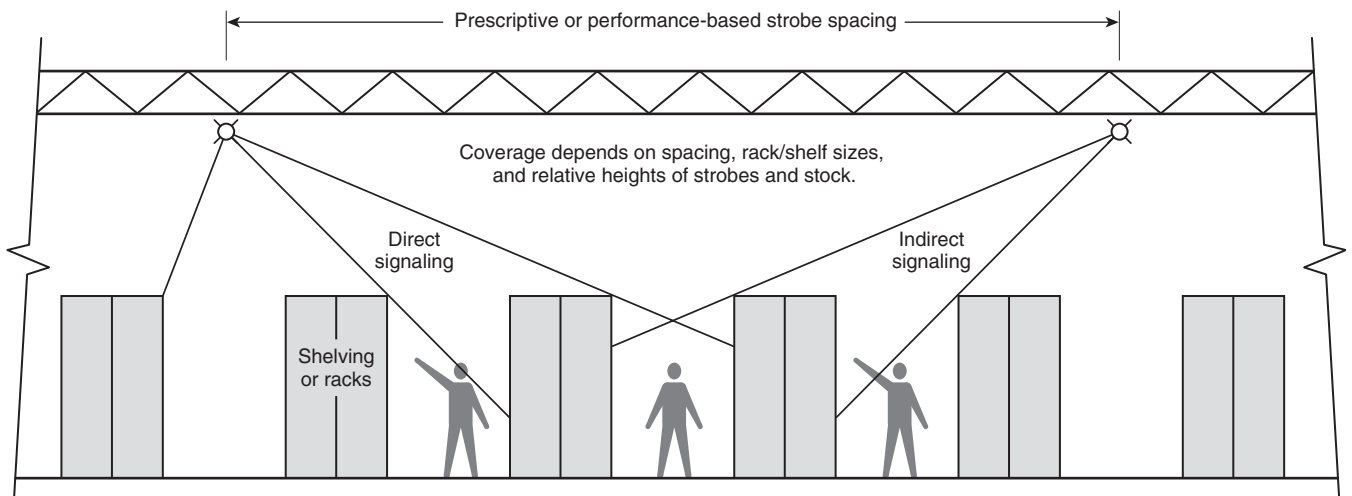 Prescriptive or performance-based strobe spacing
Coverage depends on spacing, rack/shelf sizes,
and relative heights of strobes and stock.
Direct
signaling
Indirect
signaling
Shelving
or racks